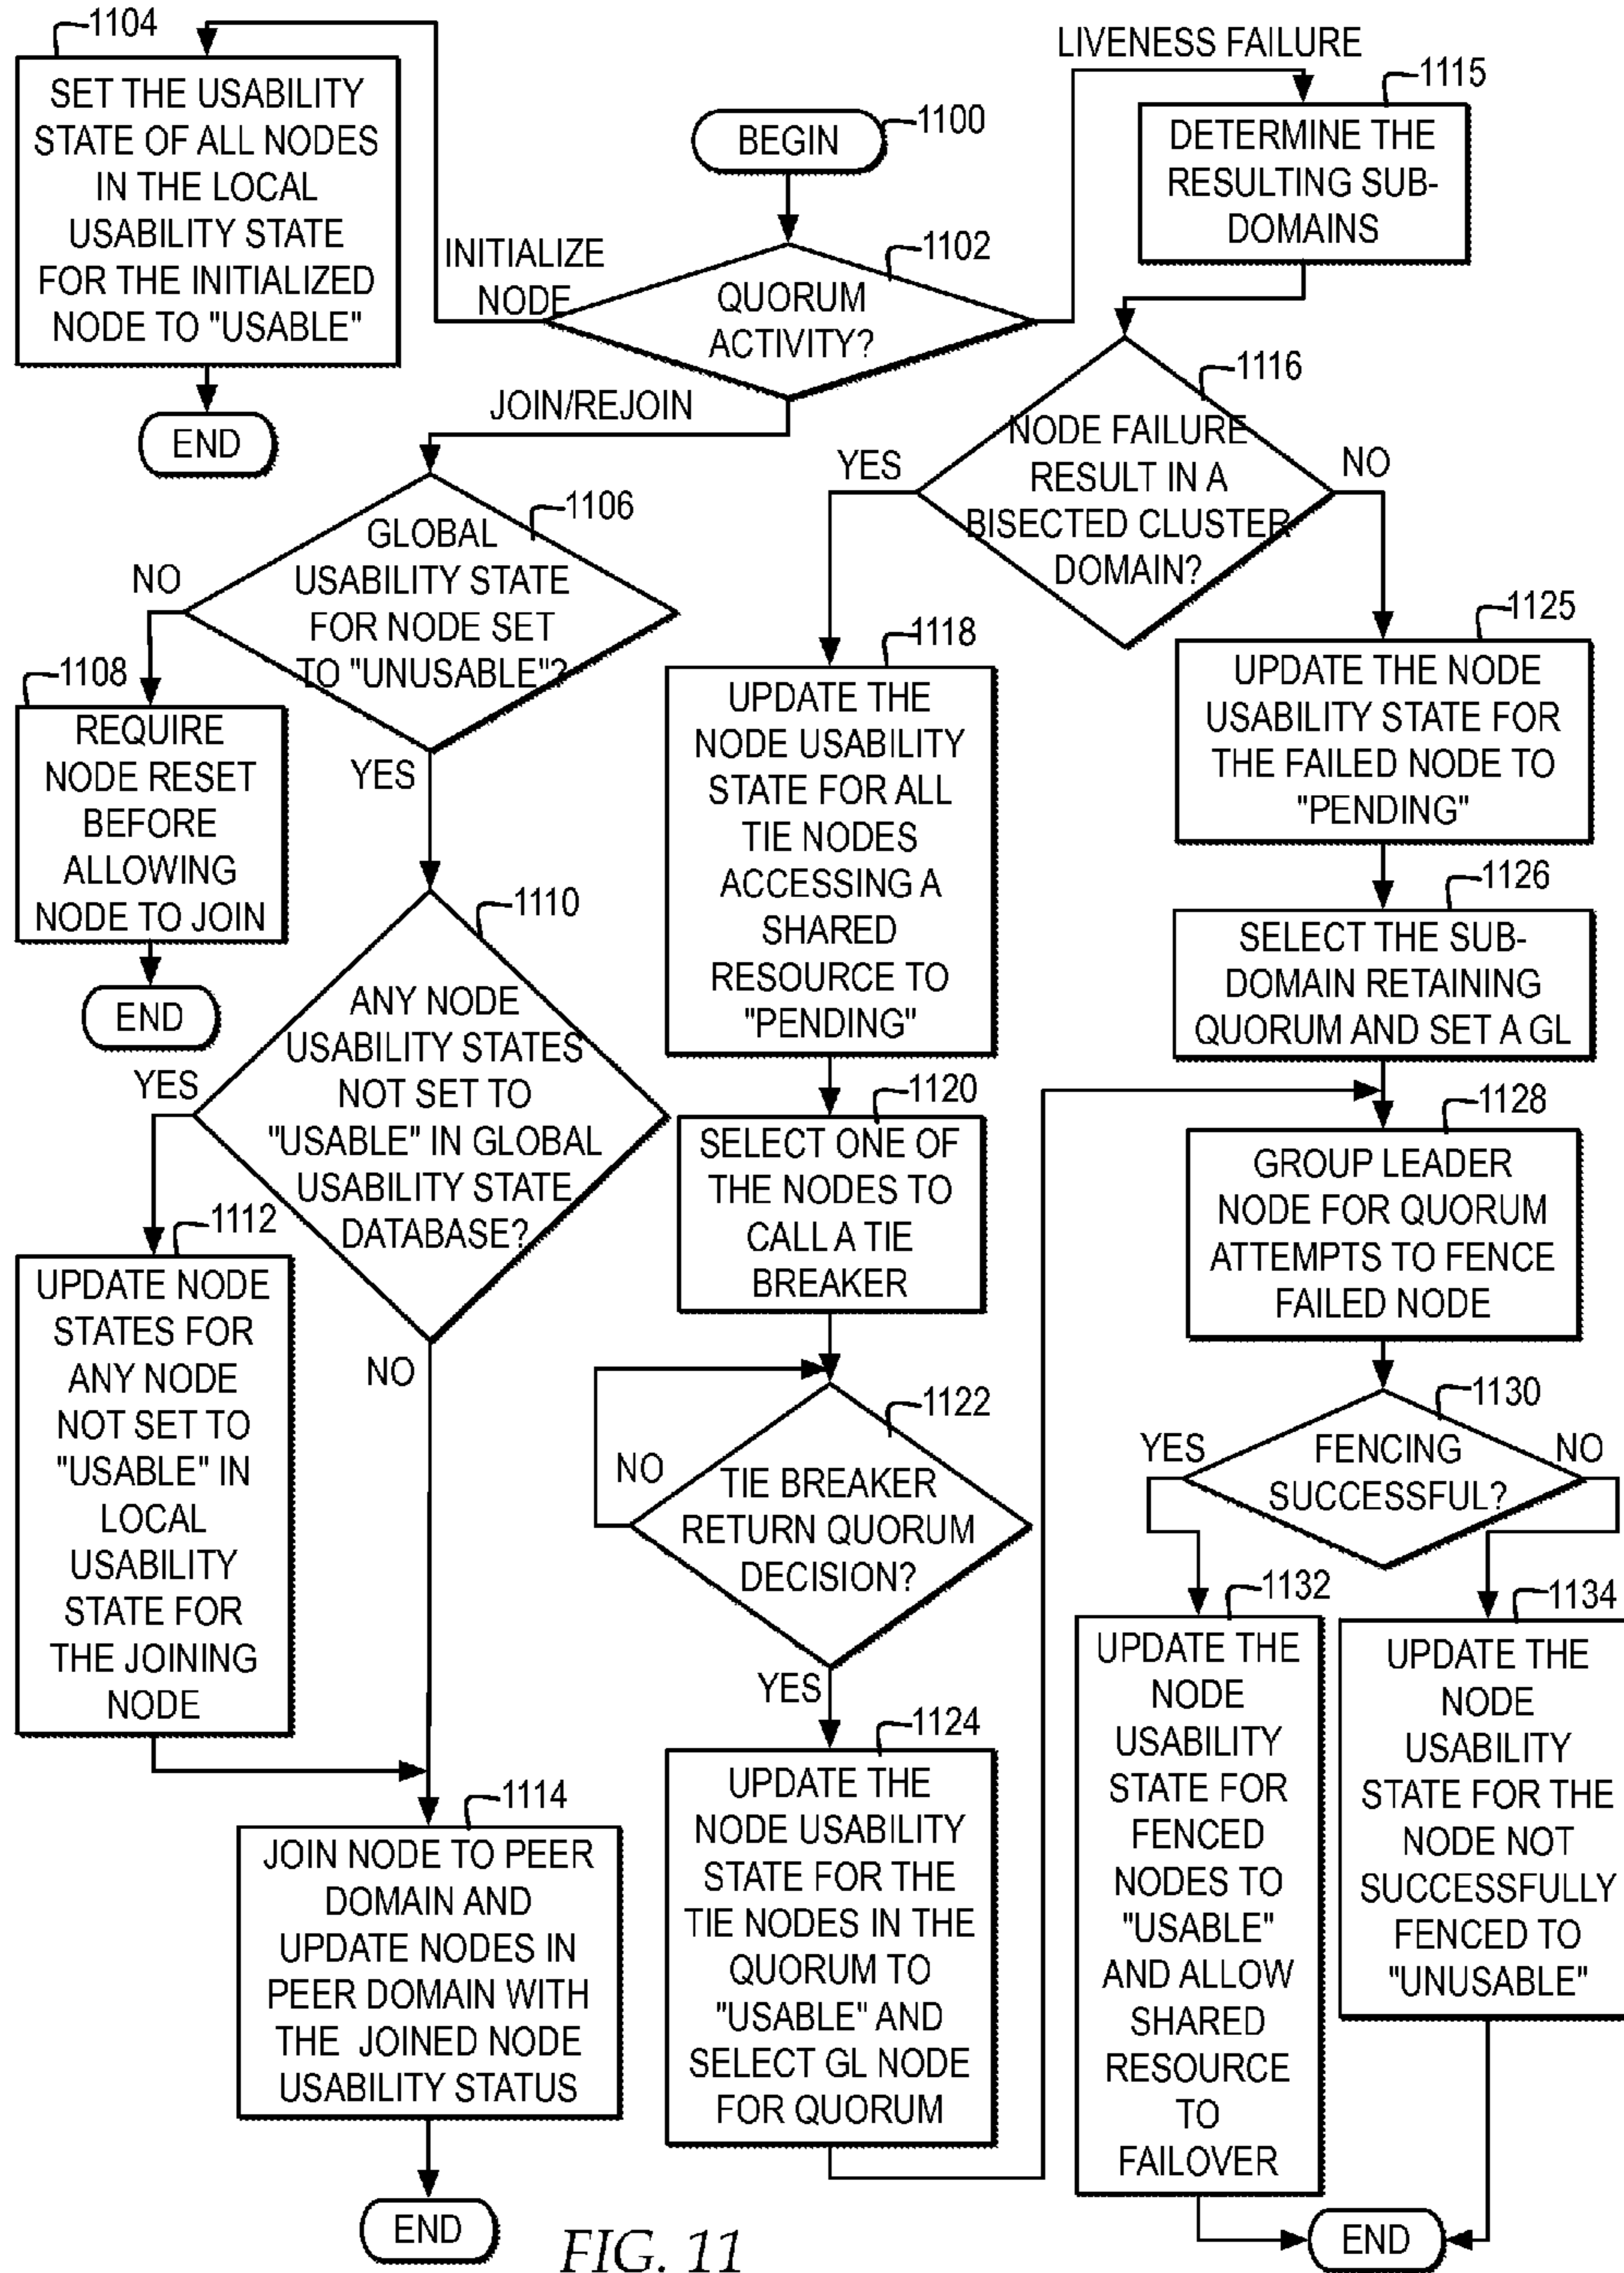 1104
SET THE USABILITY
STATE OF ALL NODES
IN THE LOCAL
USABILITY STATE
FOR THE INITIALIZED
NODE TO "USABLE"
END
BEGIN
1100
INITIALIZE
NODE
1102
QUORUM
ACTIVITY?
LIVENESS FAILURE
1115
DETERMINE THE
RESULTING SUB-
DOMAINS
JOIN/REJOIN
1106
GLOBAL
USABILITY STATE
FOR NODE SET
TO "UNUSABLE"?
NO
YES
1108
REQUIRE
NODE RESET
BEFORE
ALLOWING
NODE TO JOIN
END
1110
ANY NODE
USABILITY STATES
NOT SET TO
"USABLE" IN GLOBAL
USABILITY STATE
DATABASE?
YES
NO
1112
UPDATE NODE
STATES FOR
ANY NODE
NOT SET TO
"USABLE" IN
LOCAL
USABILITY
STATE FOR
THE JOINING
NODE
1114
JOIN NODE TO PEER
DOMAIN AND
UPDATE NODES IN
PEER DOMAIN WITH
THE JOINED NODE
USABILITY STATUS
END
1116
NODE FAILURE
RESULT IN A
BISECTED CLUSTER
DOMAIN?
YES
NO
1118
UPDATE THE
NODE USABILITY
STATE FOR ALL
TIE NODES
ACCESSING A
SHARED
RESOURCE TO
"PENDING"
1120
SELECT ONE OF
THE NODES TO
CALL A TIE
BREAKER
1122
TIE BREAKER
RETURN QUORUM
DECISION?
NO
YES
1124
UPDATE THE
NODE USABILITY
STATE FOR THE
TIE NODES IN THE
QUORUM TO
"USABLE" AND
SELECT GL NODE
FOR QUORUM
1125
UPDATE THE NODE
USABILITY STATE FOR
THE FAILED NODE TO
"PENDING"
1126
SELECT THE SUB-
DOMAIN RETAINING
QUORUM AND SET A GL
1128
GROUP LEADER
NODE FOR QUORUM
ATTEMPTS TO FENCE
FAILED NODE
1130
FENCING
SUCCESSFUL?
YES
NO
1132
UPDATE THE
NODE
USABILITY
STATE FOR
FENCED
NODES TO
"USABLE"
AND ALLOW
SHARED
RESOURCE
TO
FAILOVER
1134
UPDATE THE
NODE
USABILITY
STATE FOR THE
NODE NOT
SUCCESSFULLY
FENCED TO
"UNUSABLE"
END
FIG. 11